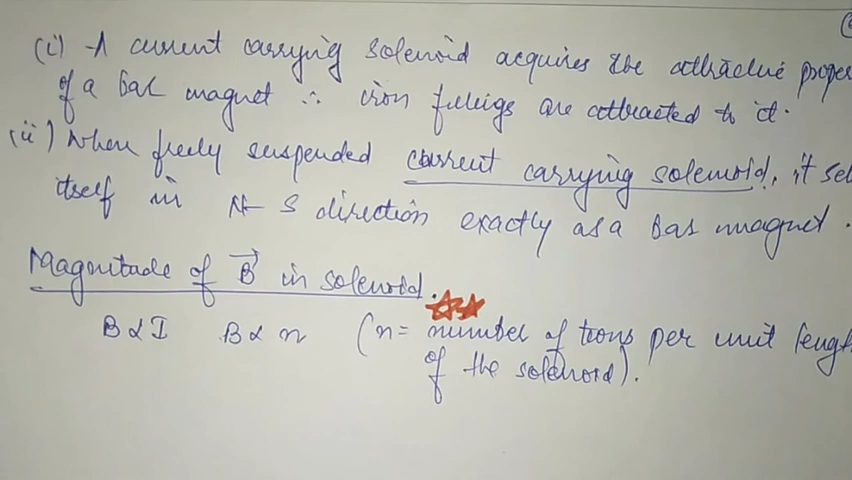 (i) A current carrying solenoid acquires the attractive proper
of a bar magnet ∴ iron fillings are attracted to it.
(ii) When freely suspended current carrying solenoid, it set
itself in N-S direction exactly as a bar magnet.
Magnitude of B⃗ in solenoid.
B∝I B∝n (n= number of turns per unit length
of the solenoid).